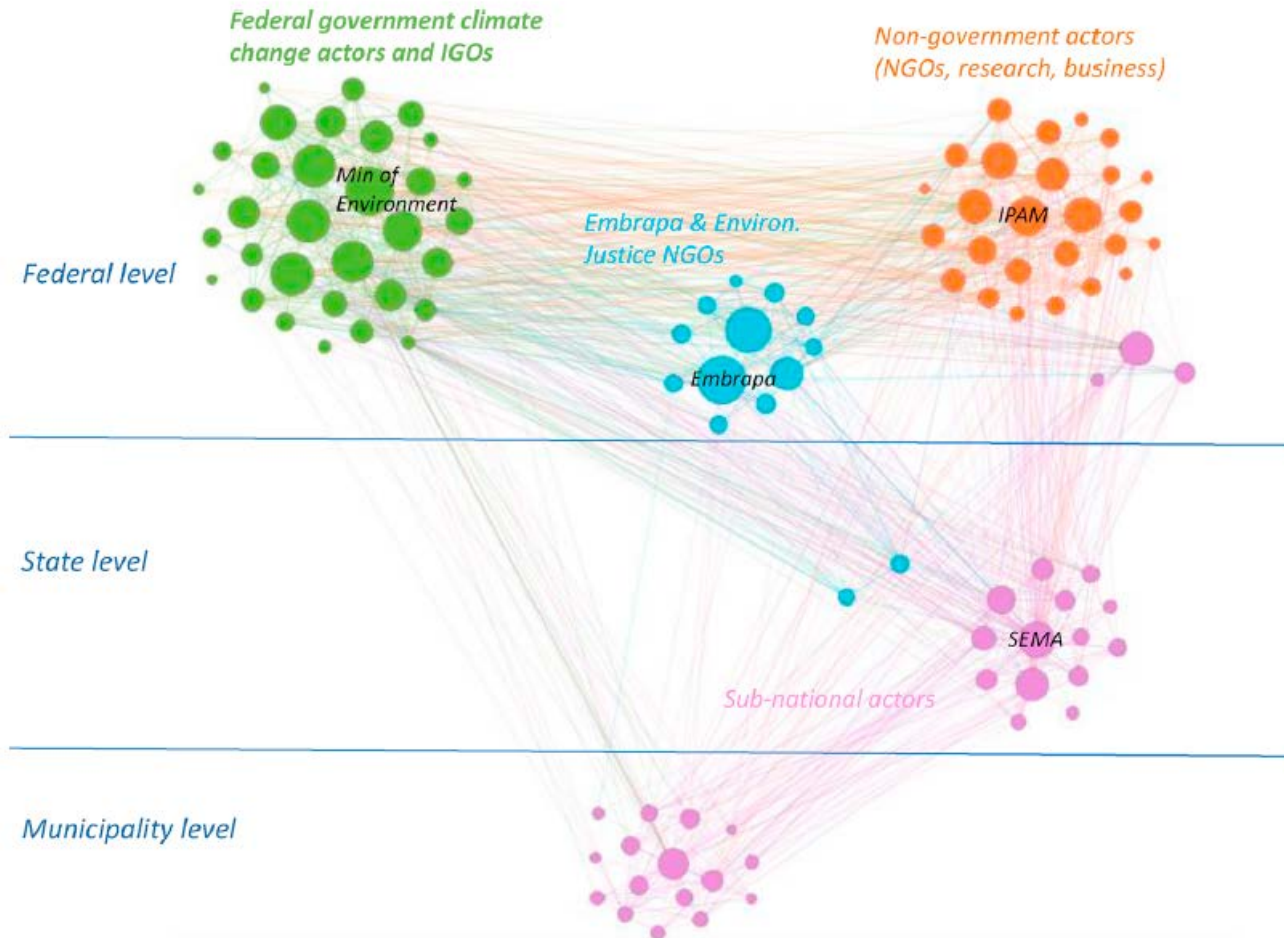 Federal government climate
change actors and IGOs
Non-government actors
(NGOs, research, business)
Min of
Environment
IPAM
Embrapa & Environ.
Justice NGOs
Federal level
Embrapa
State level
SEMA
Sub-national actors
Municipality level